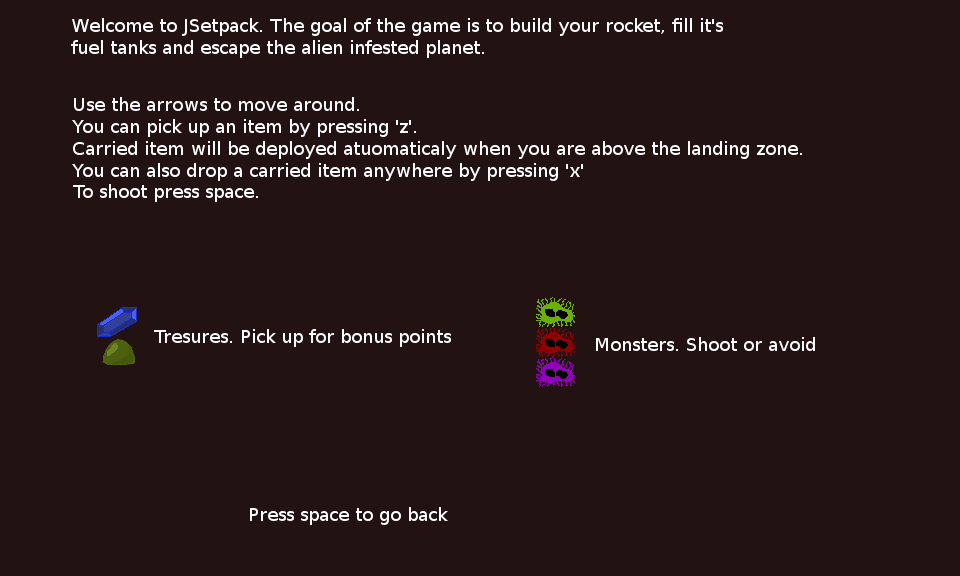 Welcome to JSetpack. The goal of the game is to build your rocket, fill it's
fuel tanks and escape the alien infested planet.
Use the arrows to move around.
You can pick up an item by pressing 'z'.
Carried item will be deployed atuomaticaly when you are above the landing zone.
You can also drop a carried item anywhere by pressing 'x'
To shoot press space.
Tresures. Pick up for bonus points
Monsters. Shoot or avoid
Press space to go back